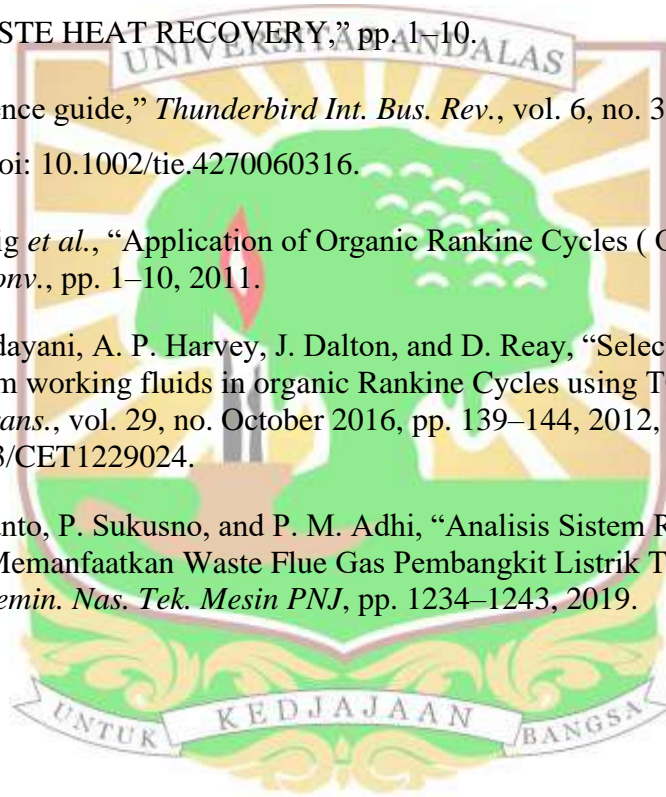 STE HEAT RECOVERY,” pp. 1–10.
UNIVERSITAS ANDALAS
ence guide,” Thunderbird Int. Bus. Rev., vol. 6, no. 3
oi: 10.1002/tie.4270060316.
ig et al., “Application of Organic Rankine Cycles (
onv., pp. 1–10, 2011.
dayani, A. P. Harvey, J. Dalton, and D. Reay, “Selec
m working fluids in organic Rankine Cycles using
ans., vol. 29, no. October 2016, pp. 139–144, 2012,
/CET1229024.
nto, P. Sukusno, and P. M. Adhi, “Analisis Sistem
Memanfaatkan Waste Flue Gas Pembangkit Listrik
emin. Nas. Tek. Mesin PNJ, pp. 1234–1243, 2019.
UNTUK KEDJAJAAN BANGSA